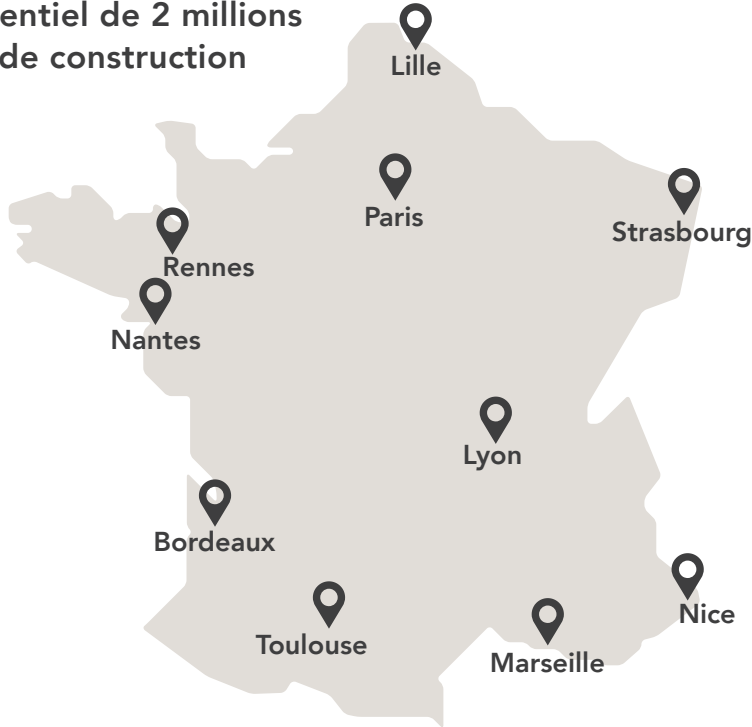 entiel de 2 millions
de construction
Lille
Paris
Strasbourg
Rennes
Nantes
Lyon
Bordeaux
Nice
Toulouse
Marseille